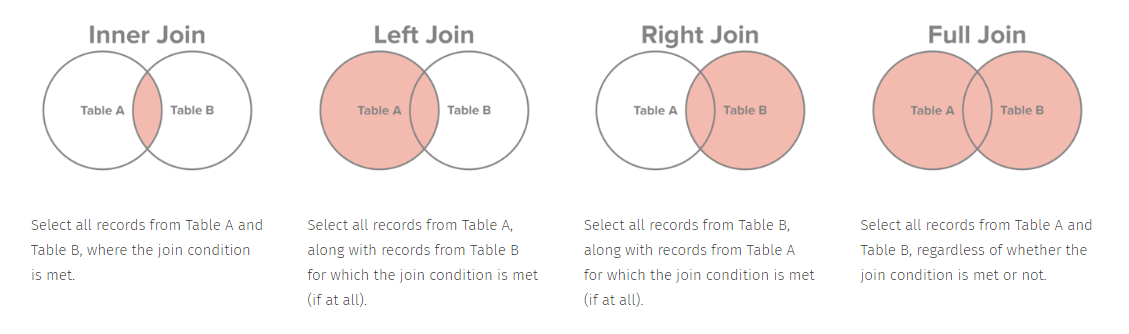 Inner Join
Table A
Table B
Select all records from Table A and
Table B, where the join condition
is met.
Left Join
Table A
Table B
Select all records from Table A,
along with records from Table B
for which the join condition is met
(if at all).
Right Join
Table A
Table B
Select all records from Table B,
along with records from Table A
for which the join condition is met
(if at all).
Full Join
Table A
Table B
Select all records from Table A and
Table B, regardless of whether the
join condition is met or not.